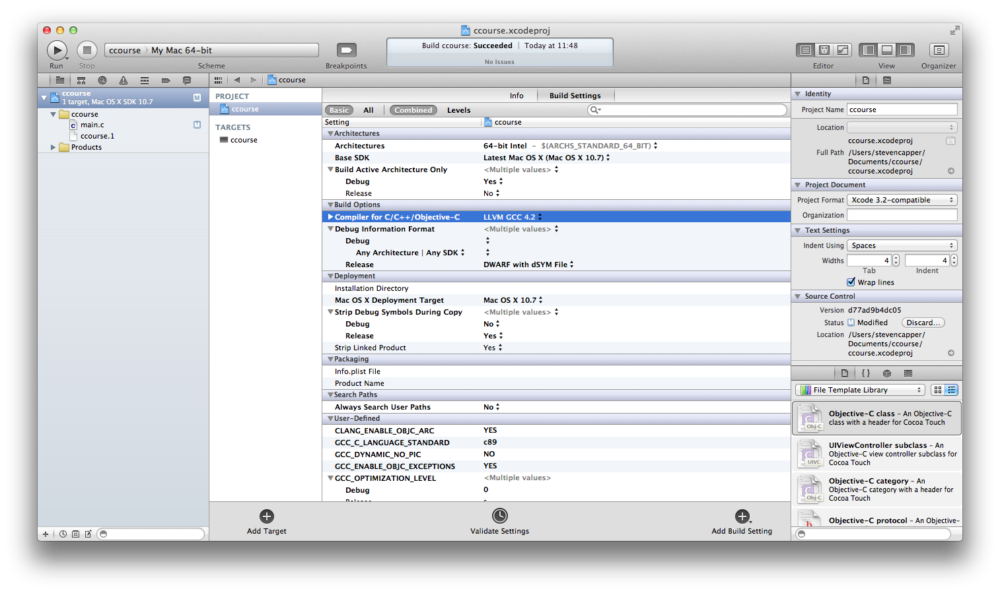 ccourse.xcodeproj
ccourse › My Mac 64-bit
Build ccourse: Succeeded | Today at 11:48
No Issues
Run
Stop
Scheme
Breakpoints
Editor
View
Organizer
ccourse
ccourse
1 target, Mac OS X SDK 10.7
M
ccourse
main.c
M
ccourse.1
Products
PROJECT
ccourse
TARGETS
ccourse
Info
Build Settings
Basic
All
Combined
Levels
Setting
ccourse
Architectures
Architectures
64-bit Intel - $(ARCHS_STANDARD_64_BIT)
Base SDK
Latest Mac OS X (Mac OS X 10.7)
Build Active Architecture Only
<Multiple values>
Debug
Yes
Release
No
Build Options
Compiler for C/C++/Objective-C
LLVM GCC 4.2
Debug Information Format
<Multiple values>
Debug
Any Architecture | Any SDK
Release
DWARF with dSYM File
Deployment
Installation Directory
Mac OS X Deployment Target
Mac OS X 10.7
Strip Debug Symbols During Copy
<Multiple values>
Debug
No
Release
Yes
Strip Linked Product
Yes
Packaging
Info.plist File
Product Name
Search Paths
Always Search User Paths
No
User-Defined
CLANG_ENABLE_OBJC_ARC
YES
GCC_C_LANGUAGE_STANDARD
c89
GCC_DYNAMIC_NO_PIC
NO
GCC_ENABLE_OBJC_EXCEPTIONS
YES
GCC_OPTIMIZATION_LEVEL
<Multiple values>
Debug
0
Add Target
Validate Settings
Add Build Setting
Identity
Project Name
ccourse
Location
ccourse.xcodeproj
Full Path
/Users/stevencapper/
Documents/ccourse/
ccourse.xcodeproj
Project Document
Project Format
Xcode 3.2-compatible
Organization
Text Settings
Indent Using
Spaces
Widths
4
4
Tab
Indent
Wrap lines
Source Control
Version
d77ad9b4dc05
Status
M Modified
Discard...
Location
/Users/stevencapper/
Documents/ccourse/
ccourse.xcodeproj
{ }
File Template Library
Obj-C
Objective-C class - An Objective-C
class with a header for Cocoa Touch
UIVC
UIViewController subclass - An
Objective-C view controller subclass for
Cocoa Touch
Obj-C
Objective-C category - An
Objective-C category with a header for
Cocoa Touch
Objective-C protocol - An Objective-